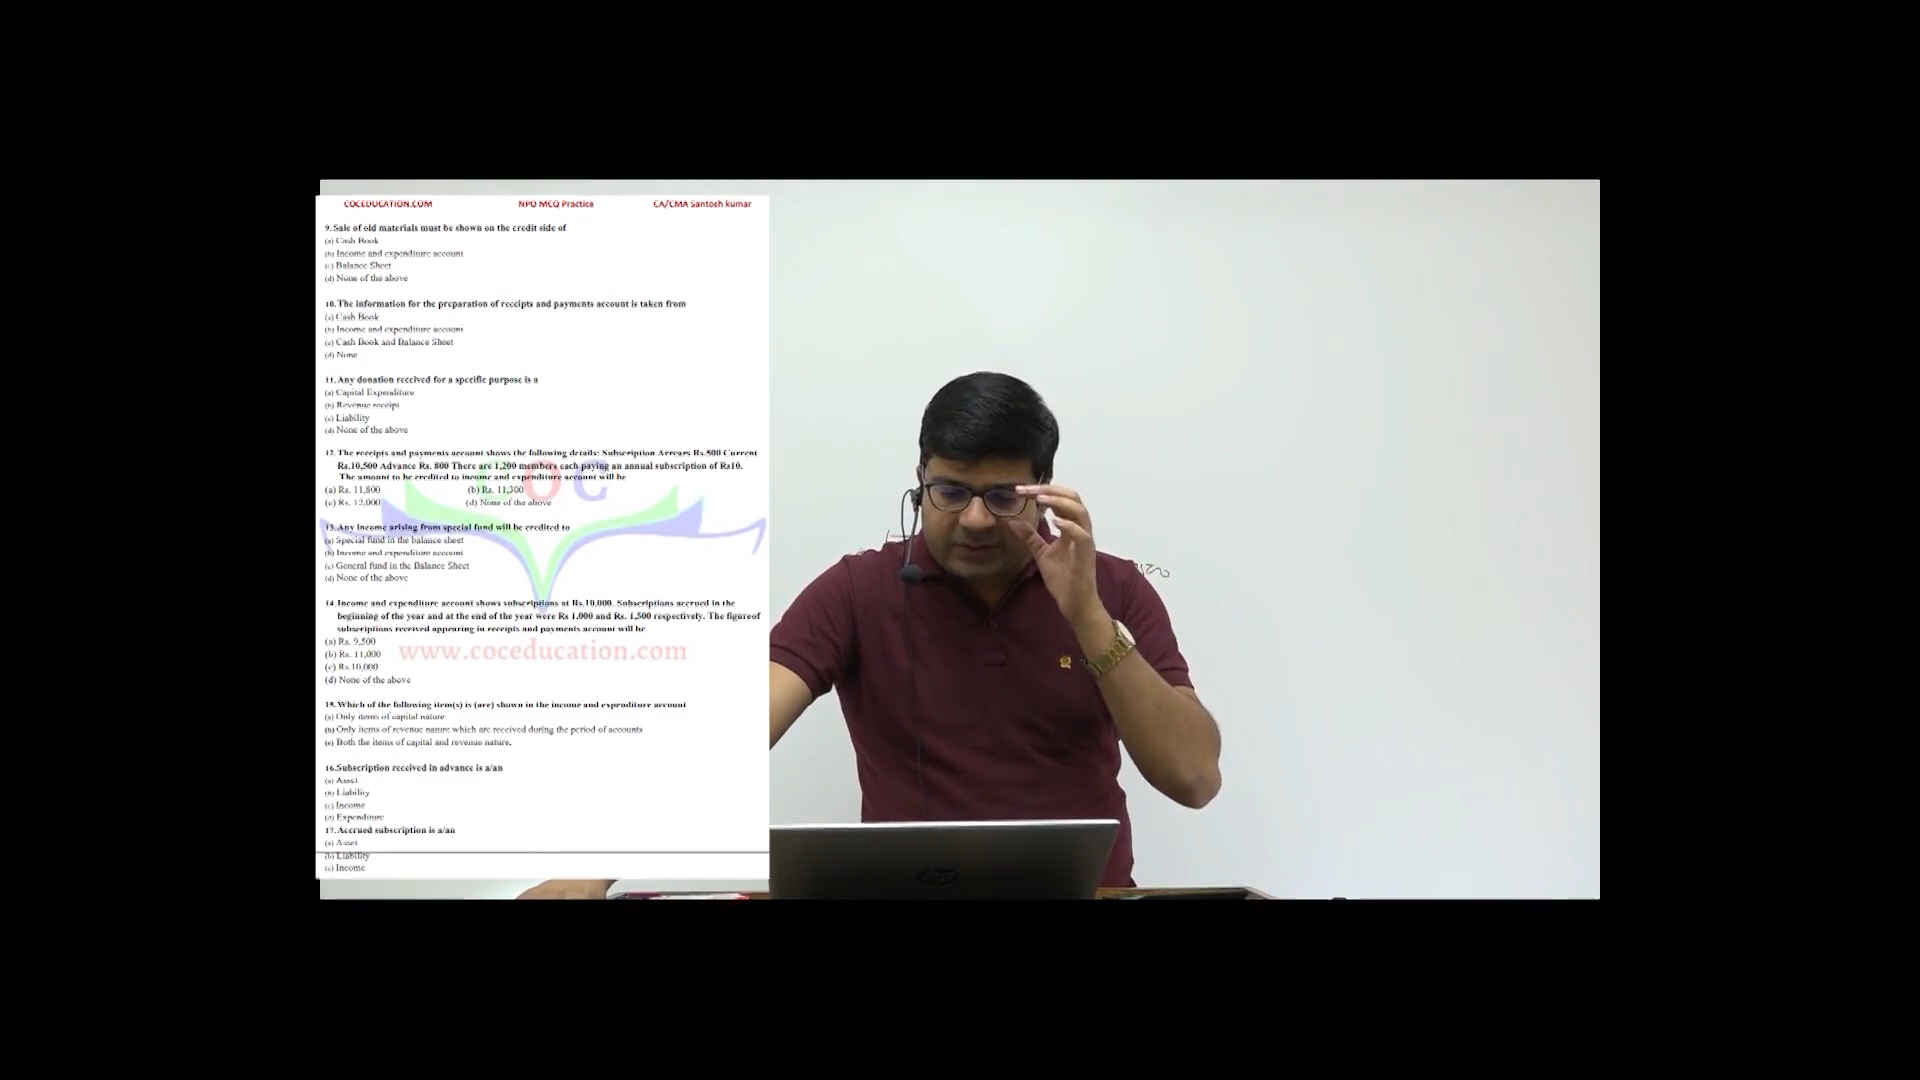 COCEDUCATION.COM NPO MCQ Practice CA/CMA Santosh kumar
9. Sale of old materials must be shown on the credit side of
(a) Cash Book
(b) Income and expenditure account
(c) Balance Sheet
(d) None of the above
10. The information for the preparation of receipts and payments account is taken from
(a) Cash Book
(b) Income and expenditure account
(c) Cash Book and Balance Sheet
(d) None
11. Any donation received for a specific purpose is a
(a) Capital Expenditure
(b) Revenue receipt
(c) Liability
(d) None of the above
12. The receipts and payments account shows the following details: Subscription Arrears Rs.500 Current
Rs.10,500 Advance Rs. 800 There are 1,200 members each paying an annual subscription of Rs10.
The amount to be credited to income and expenditure account will be
(a) Rs. 11,800 (b) Rs. 11,300
(c) Rs. 12,000 (d) None of the above
13. Any income arising from special fund will be credited to
(a) Special fund in the balance sheet
(b) Income and expenditure account
(c) General fund in the Balance Sheet
(d) None of the above
14. Income and expenditure account shows subscriptions at Rs.10,000. Subscriptions accrued in the
beginning of the year and at the end of the year were Rs 1,000 and Rs. 1,500 respectively. The figureof
subscriptions received appearing in receipts and payments account will be
(a) Rs. 9,500
(b) Rs. 11,000
(c) Rs.10,000
(d) None of the above
15. Which of the following item(s) is (are) shown in the income and expenditure account
(a) Only items of capital nature
(b) Only items of revenue nature which are received during the period of accounts
(c) Both the items of capital and revenue nature.
16.Subscription received in advance is a/an
(a) Asset
(b) Liability
(c) Income
(d) Expenditure
17. Accrued subscription is a/an
(a) Asset
(b) Liability
(c) Income
COC
www.coceducation.com
hp